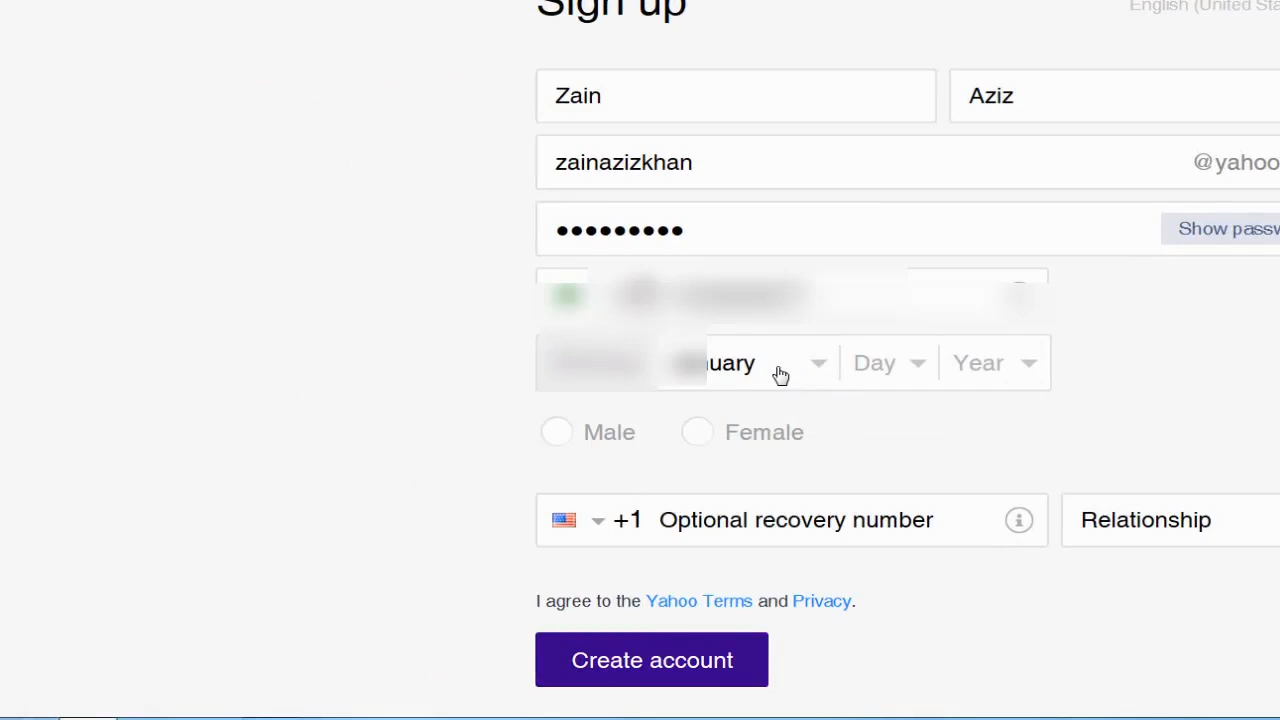 Sign up
English (United Sta
Zain Aziz
zainazizkhan @yahoo
Show passw
nuary Day Year
Male Female
+1 Optional recovery number Relationship
I agree to the Yahoo Terms and Privacy.
Create account